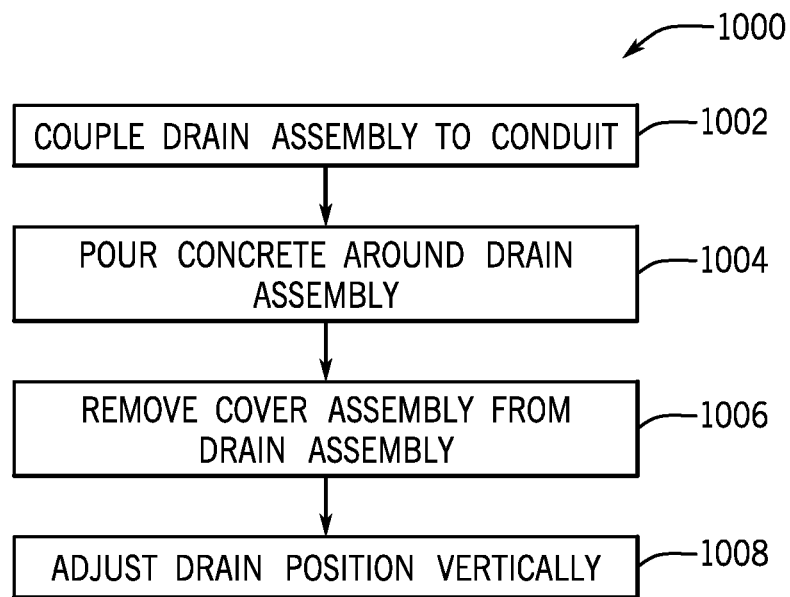 1000
COUPLE DRAIN ASSEMBLY TO CONDUIT
1002
POUR CONCRETE AROUND DRAIN
ASSEMBLY
1004
REMOVE COVER ASSEMBLY FROM
DRAIN ASSEMBLY
1006
ADJUST DRAIN POSITION VERTICALLY
1008